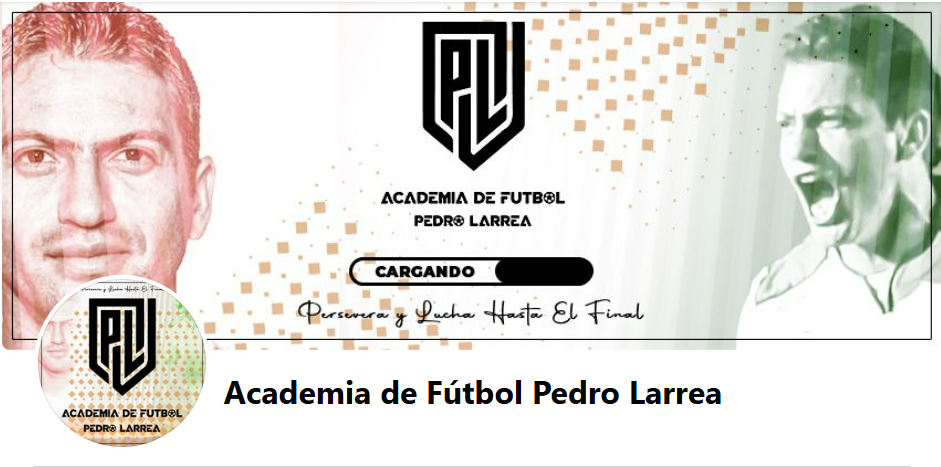 PL
ACADEMIA DE FUTBOL
PEDRO LARREA
CARGANDO
Persevera y Lucha Hasta El Final
Persevera y Lucha Hasta El Final
PL
ACADEMIA DE FUTBOL
PEDRO LARREA
Academia de Fútbol Pedro Larrea